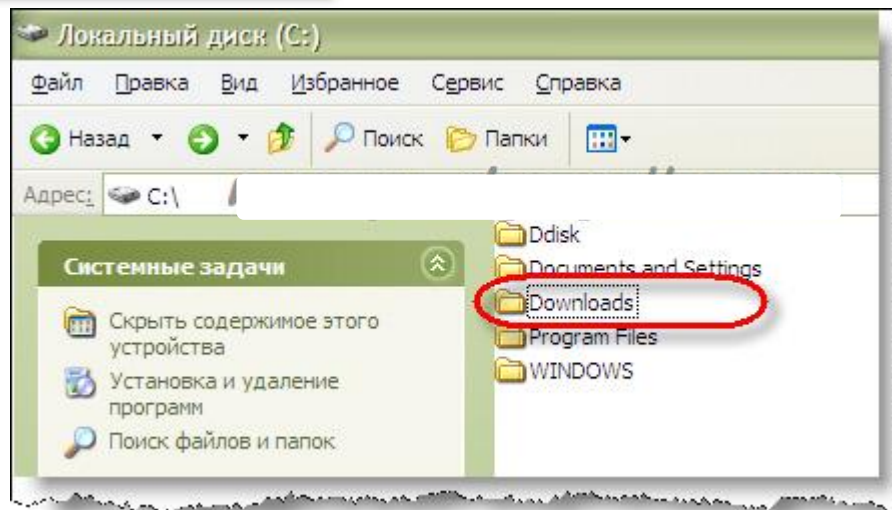 Локальный диск (C:)
Файл Правка Вид Избранное Сервис Справка
Назад Поиск Папки
Адрес: C:\
Системные задачи
Скрыть содержимое этого
устройства
Установка и удаление
программ
Поиск файлов и папок
Ddisk
Documents and Settings
Downloads
Program Files
WINDOWS